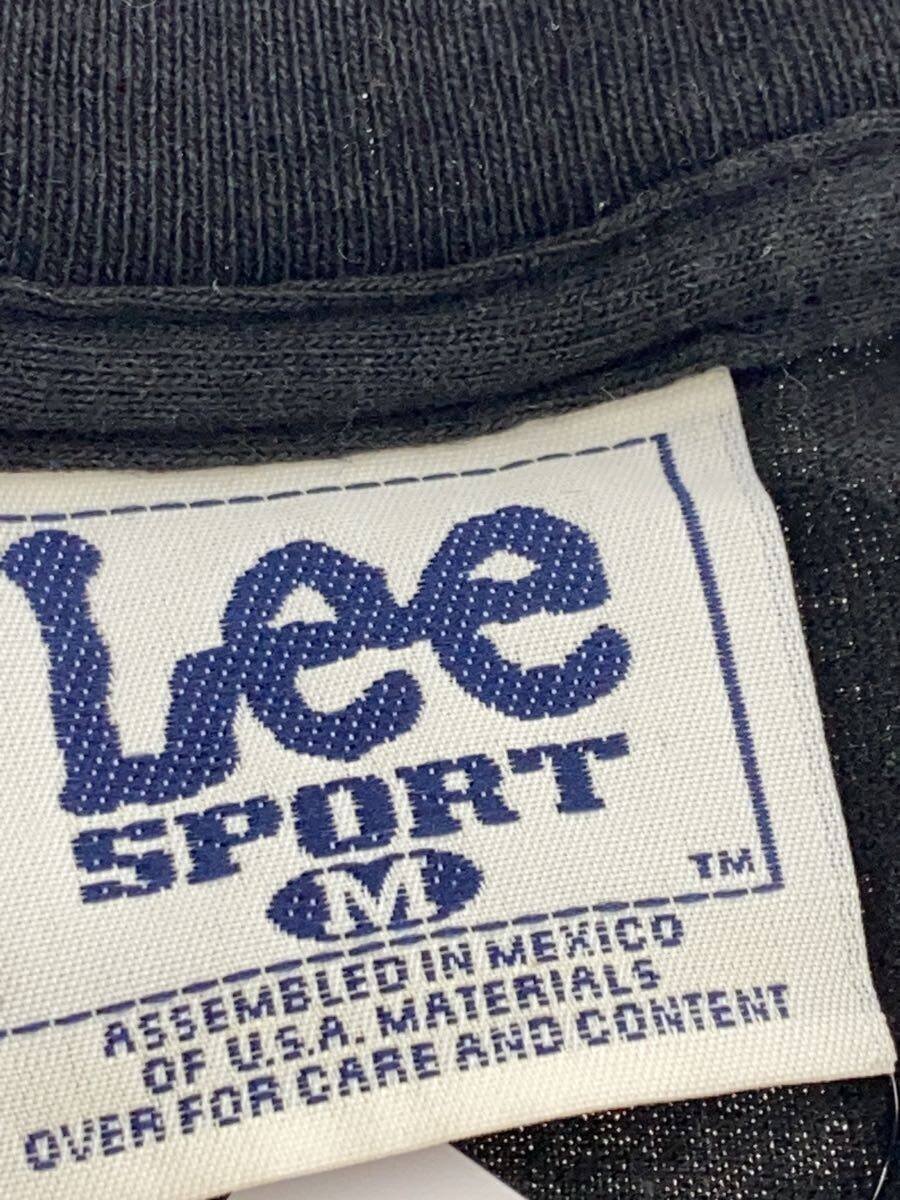 Lee
SPORT
TM
M
ASSEMBLED IN MEXICO
OF U.S.A. MATERIALS
OVER FOR CARE AND CONTENT